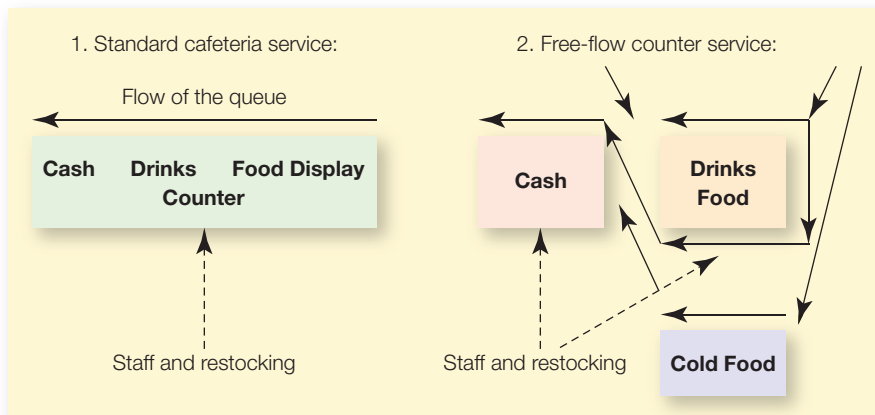 1. Standard cafeteria service:
Flow of the queue
Cash Drinks Food Display
Counter
Staff and restocking
2. Free-flow counter service:
Cash
Drinks
Food
Staff and restocking
Cold Food